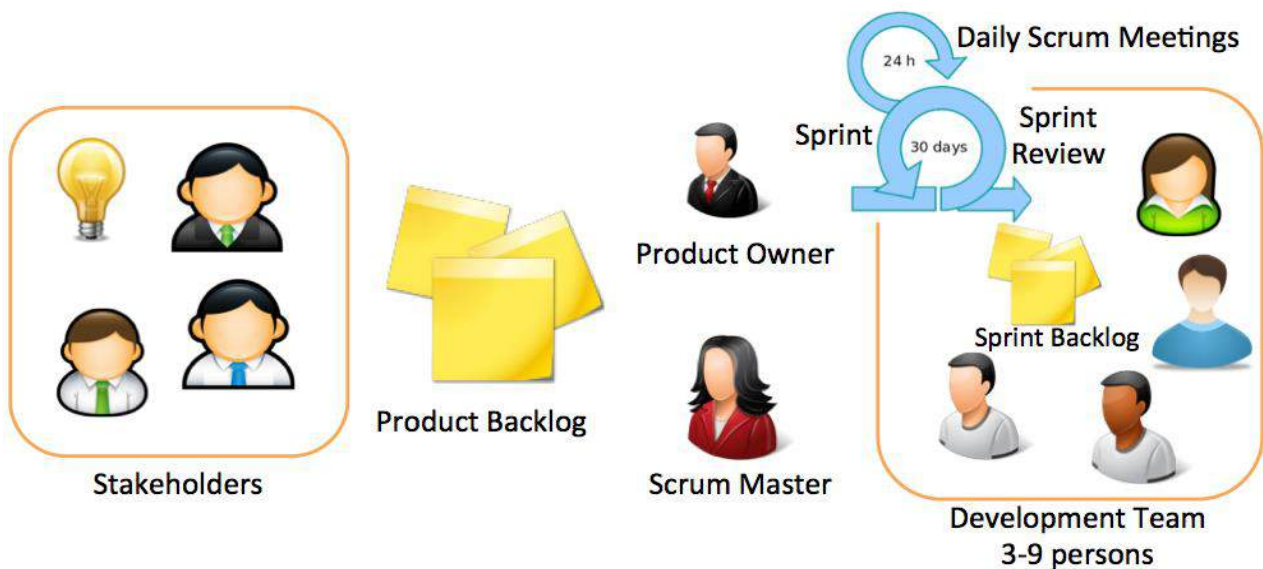 Daily Scrum Meetings
24 h
Sprint
30 days
Sprint
Review
Product Owner
Sprint Backlog
Product Backlog
Stakeholders
Scrum Master
Development Team
3-9 persons